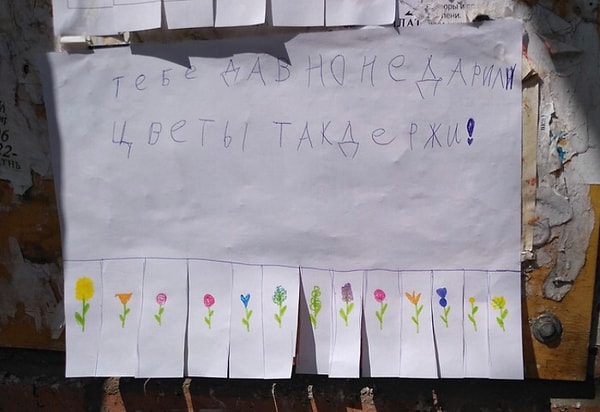 тебе давно не дарили
цветы так держи!